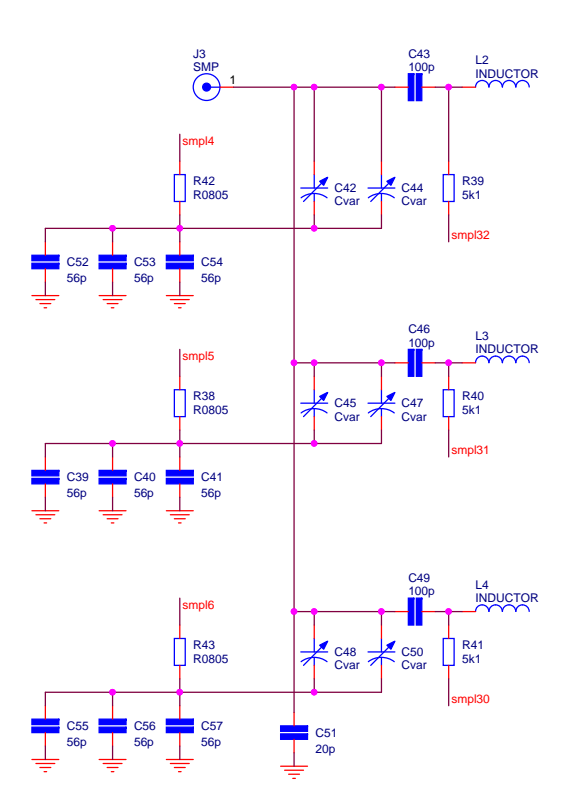 J3
SMP
1
C43
100p
L2
INDUCTOR
smpl4
R42
R0805
C42
Cvar
C44
Cvar
R39
5k1
smpl32
C52
56p
C53
56p
C54
56p
C46
100p
L3
INDUCTOR
smpl5
R38
R0805
C45
Cvar
C47
Cvar
R40
5k1
smpl31
C39
56p
C40
56p
C41
56p
C49
100p
L4
INDUCTOR
smpl6
R43
R0805
C48
Cvar
C50
Cvar
R41
5k1
smpl30
C55
56p
C56
56p
C57
56p
C51
20p